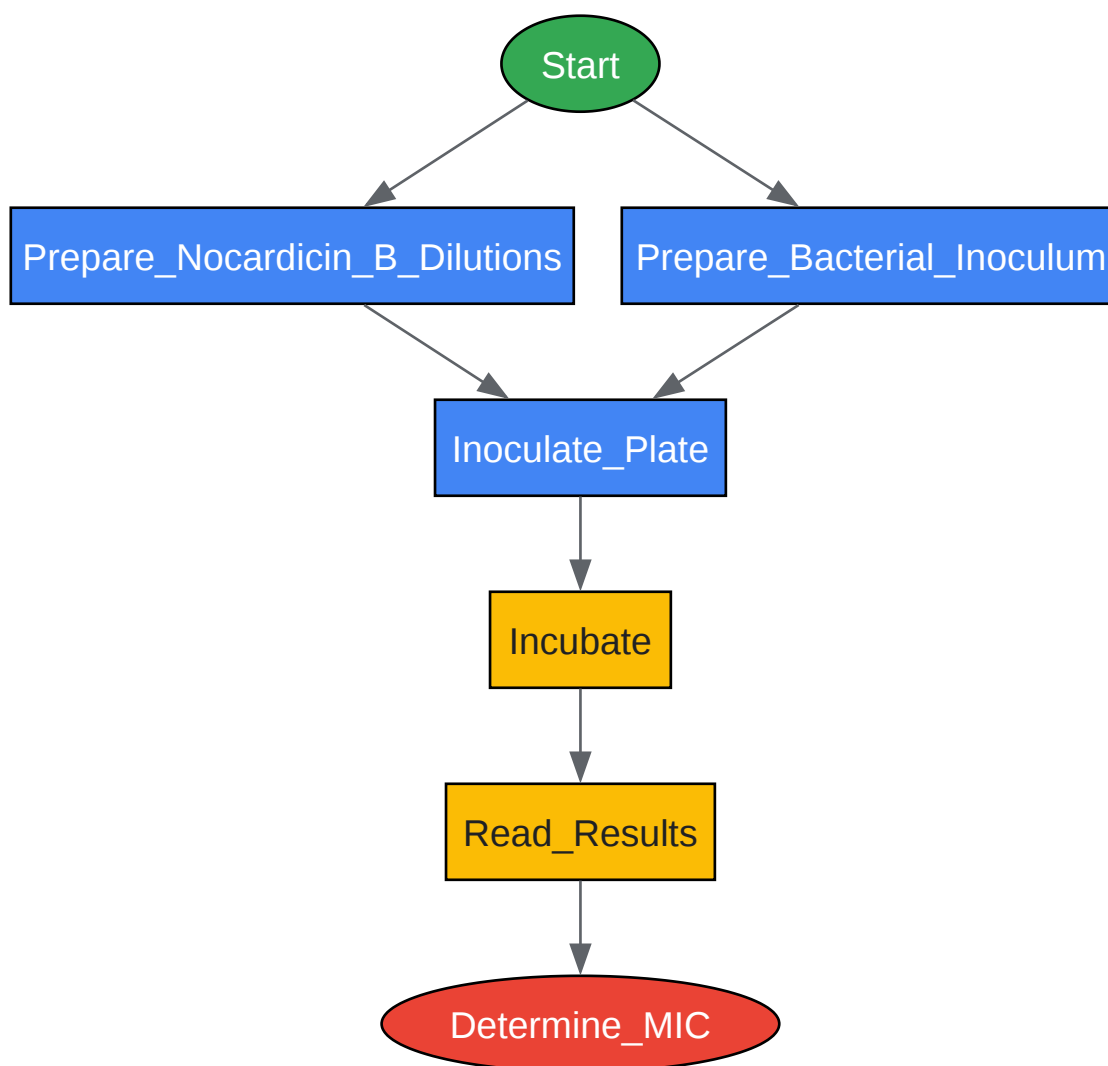 Start
Prepare_Nocardicin_B_Dilutions
Prepare_Bacterial_Inoculum
Inoculate_Plate
Incubate
Read_Results
Determine_MIC